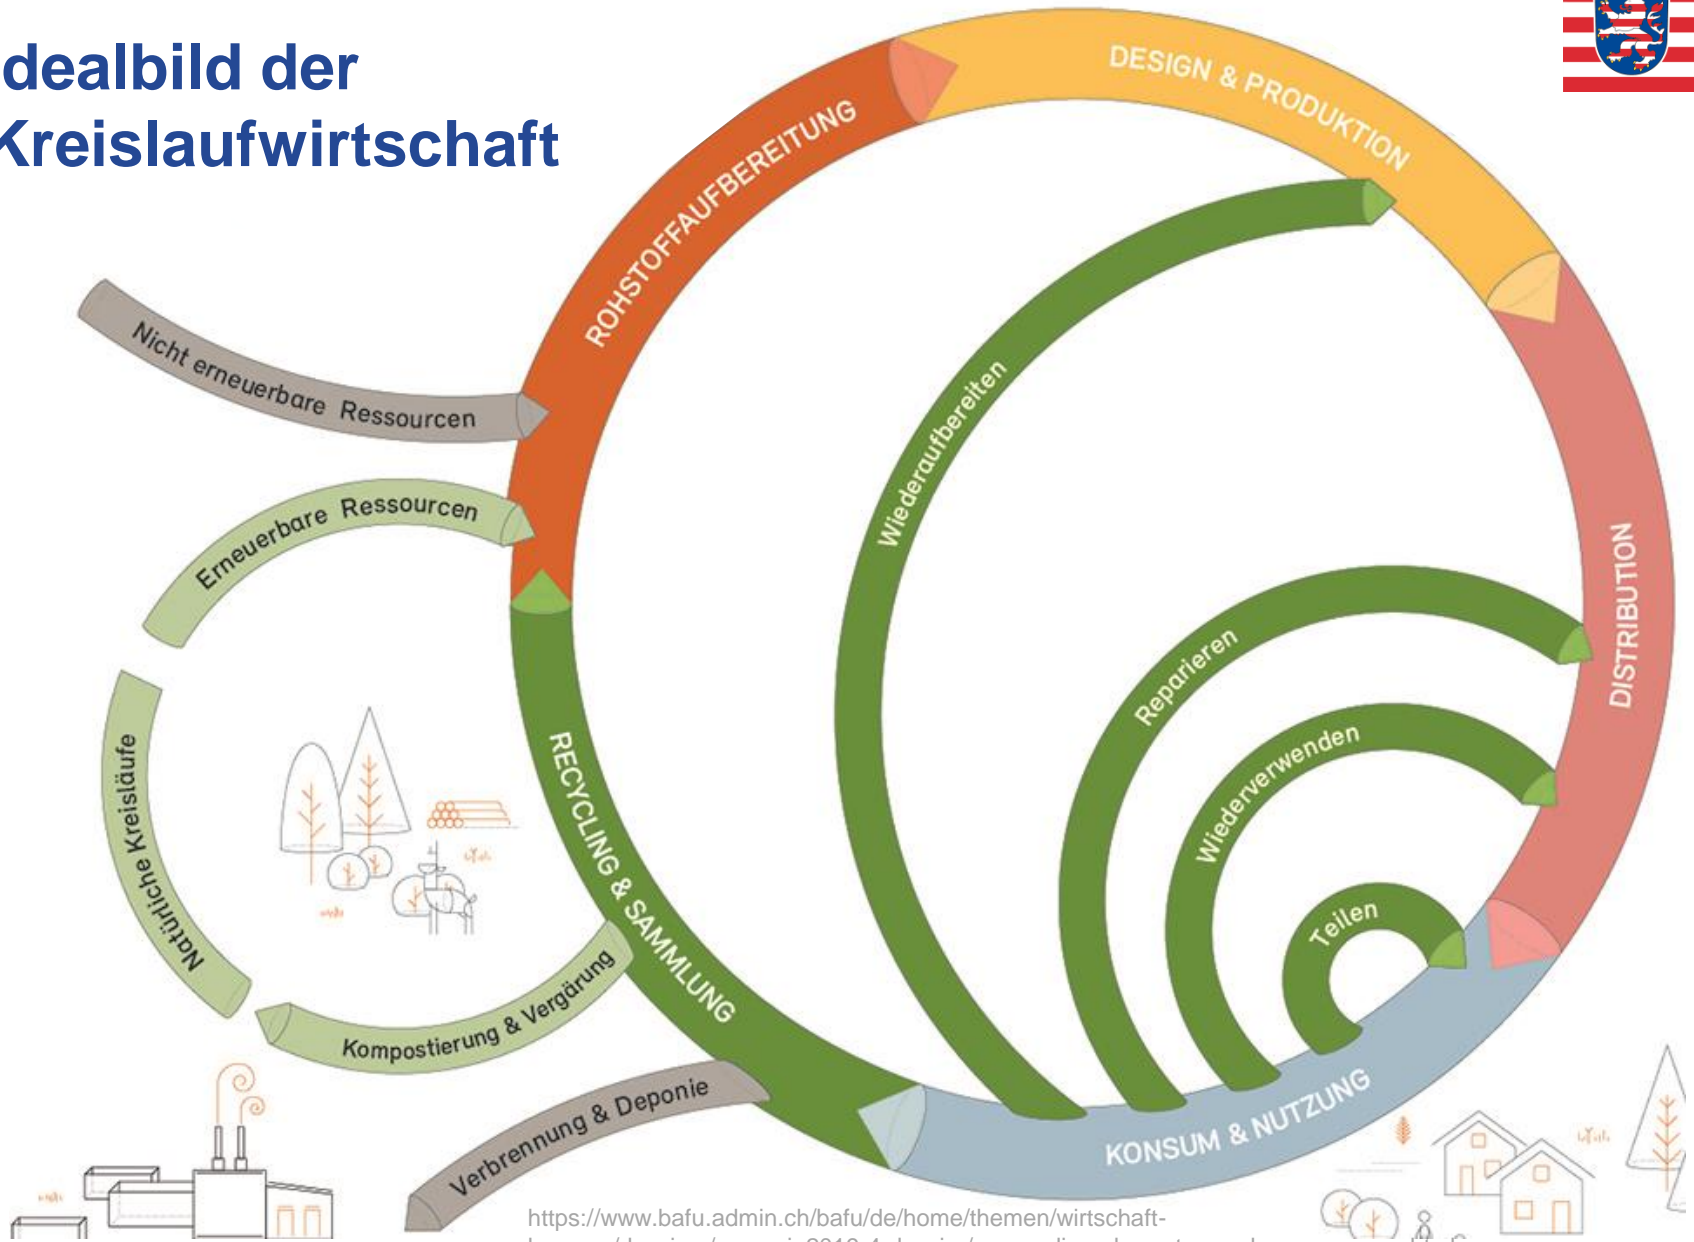 dealbild der
Kreislaufwirtschaft
DESIGN & PRODUKTION
ROHSTOFFAUFBEREITUNG
Nicht erneuerbare Ressourcen
Wiederaufbereiten
Erneuerbare Ressourcen
DISTRIBUTION
Reparieren
Wiederverwenden
RECYCLING & SAMMLUNG
Natürliche Kreisläufe
Teilen
Kompostierung & Vergärung
Verbrennung & Deponie
KONSUM & NUTZUNG
https://www.bafu.admin.ch/bafu/de/home/themen/wirtschaft-